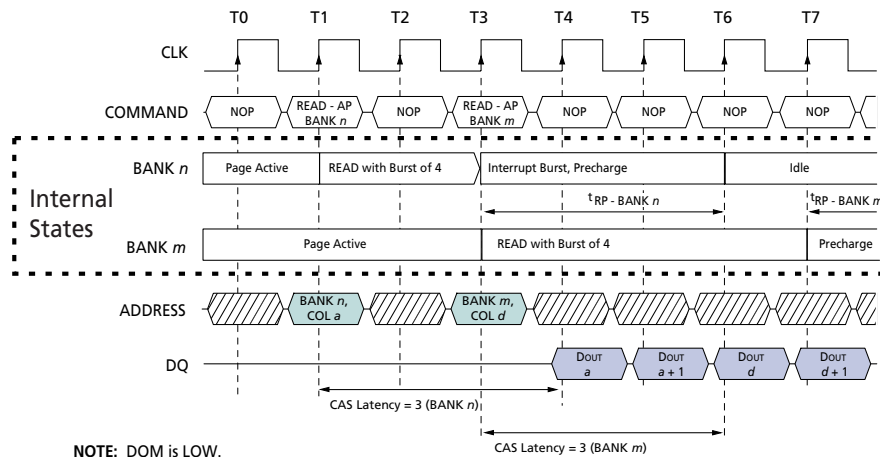 T0 T1 T2 T3 T4 T5 T6 T7
CLK
COMMAND NOP READ - AP BANK n NOP READ - AP BANK m NOP NOP NOP NOP
Internal States
BANK n Page Active READ with Burst of 4 Interrupt Burst, Precharge Idle
tRP - BANK n tRP - BANK m
BANK m Page Active READ with Burst of 4 Precharge
ADDRESS BANK n, COL a BANK m, COL d
DQ DOUT a DOUT a + 1 DOUT d DOUT d + 1
CAS Latency = 3 (BANK n)
CAS Latency = 3 (BANK m)
NOTE: DQM is LOW.